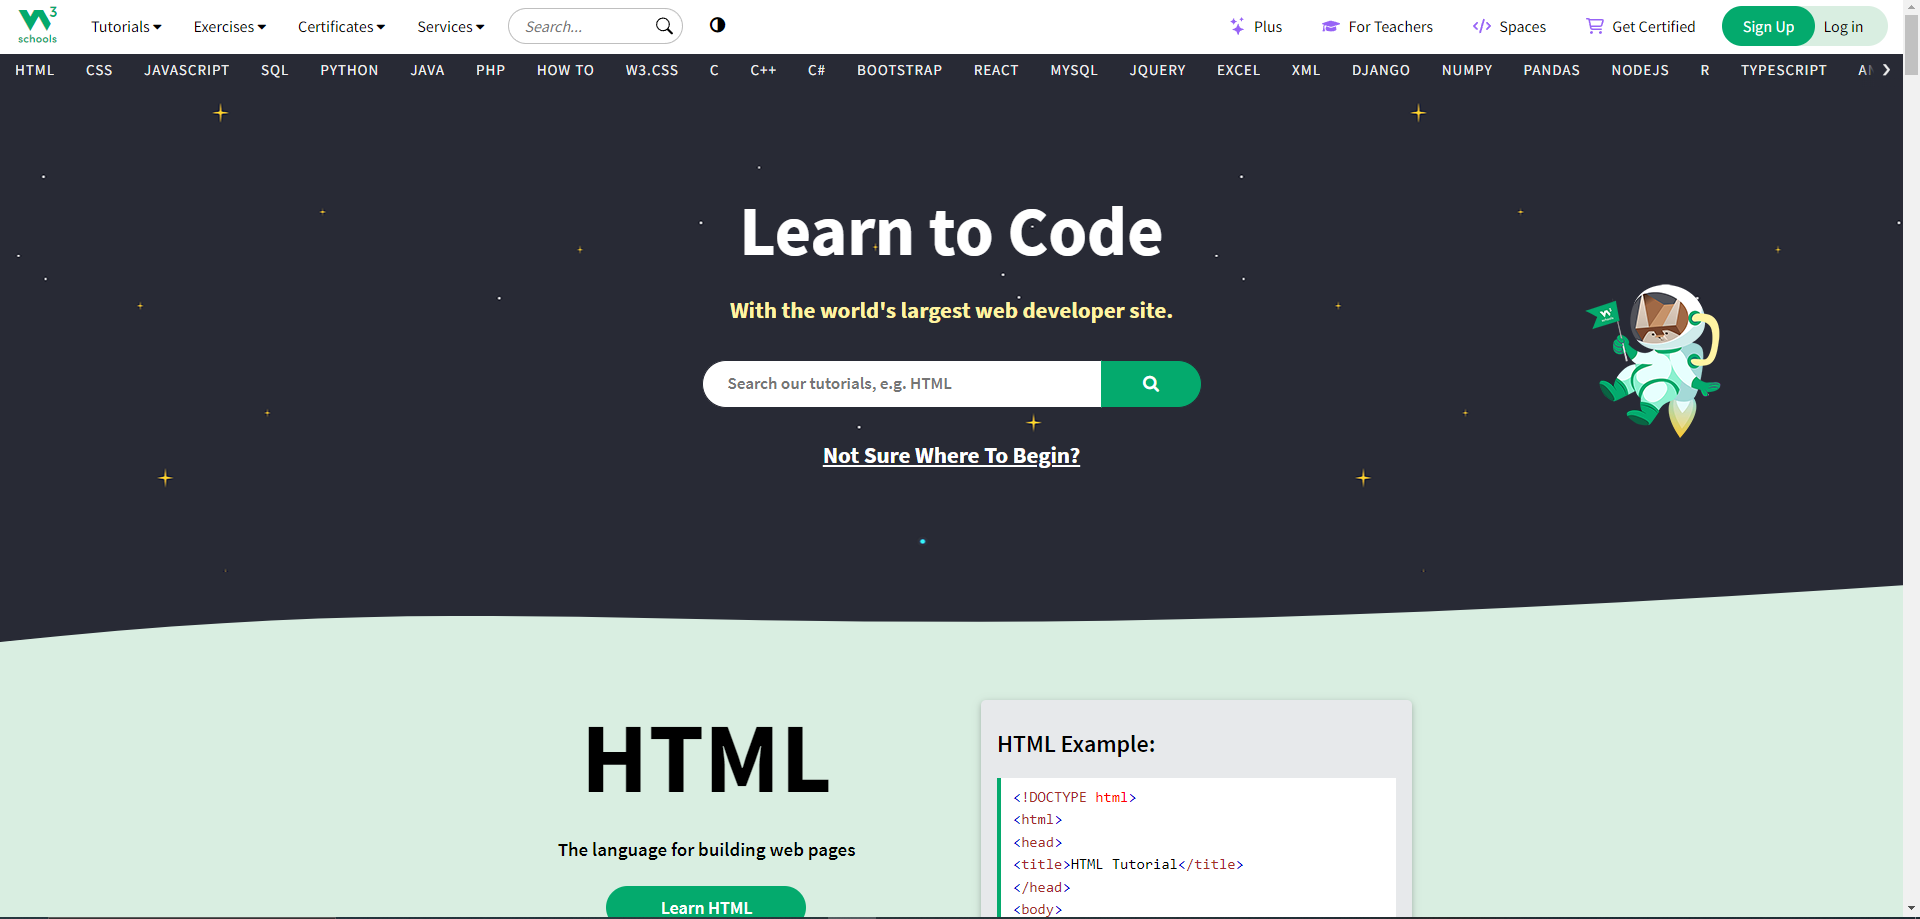 W3 schools
Tutorials Exercises Certificates Services Search... Plus For Teachers Spaces Get Certified Sign Up Log in
HTML CSS JAVASCRIPT SQL PYTHON JAVA PHP HOW TO W3.CSS C C++ C# BOOTSTRAP REACT MYSQL JQUERY EXCEL XML DJANGO NUMPY PANDAS NODEJS R TYPESCRIPT
Learn to Code
With the world's largest web developer site.
Search our tutorials, e.g. HTML
Not Sure Where To Begin?
HTML
The language for building web pages
Learn HTML
HTML Example:
<!DOCTYPE html>
<html>
<head>
<title>HTML Tutorial</title>
</head>
<body>